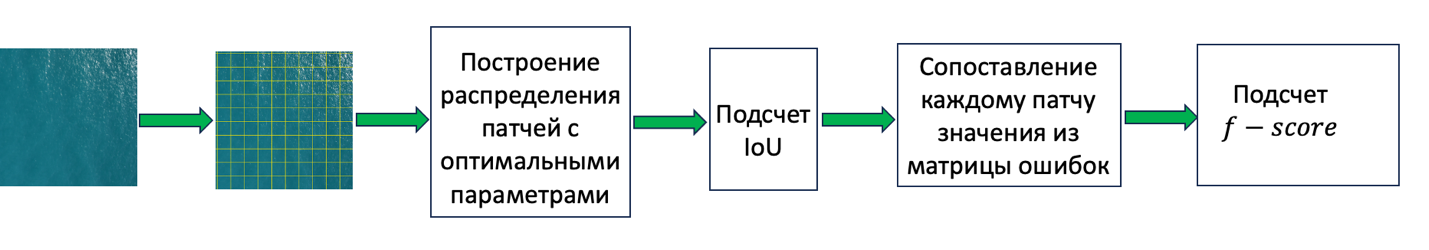 Построение
распределения
патчей с
оптимальными
параметрами
Подсчет
IoU
Сопоставление
каждому патчу
значения из
матрицы ошибок
Подсчет
f − score